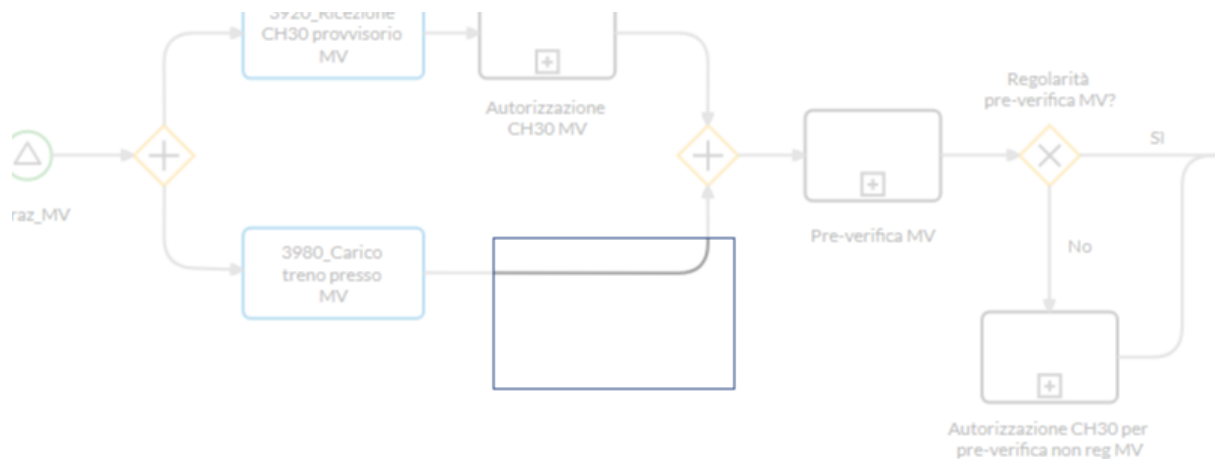 3920_Ricezione
CH30 provvisorio
MV
Autorizzazione
CH30 MV
Regolarità
pre-verifica MV?
SI
raz_MV
3980_Carico
treno presso
MV
Pre-verifica MV
No
Autorizzazione CH30 per
pre-verifica non reg MV